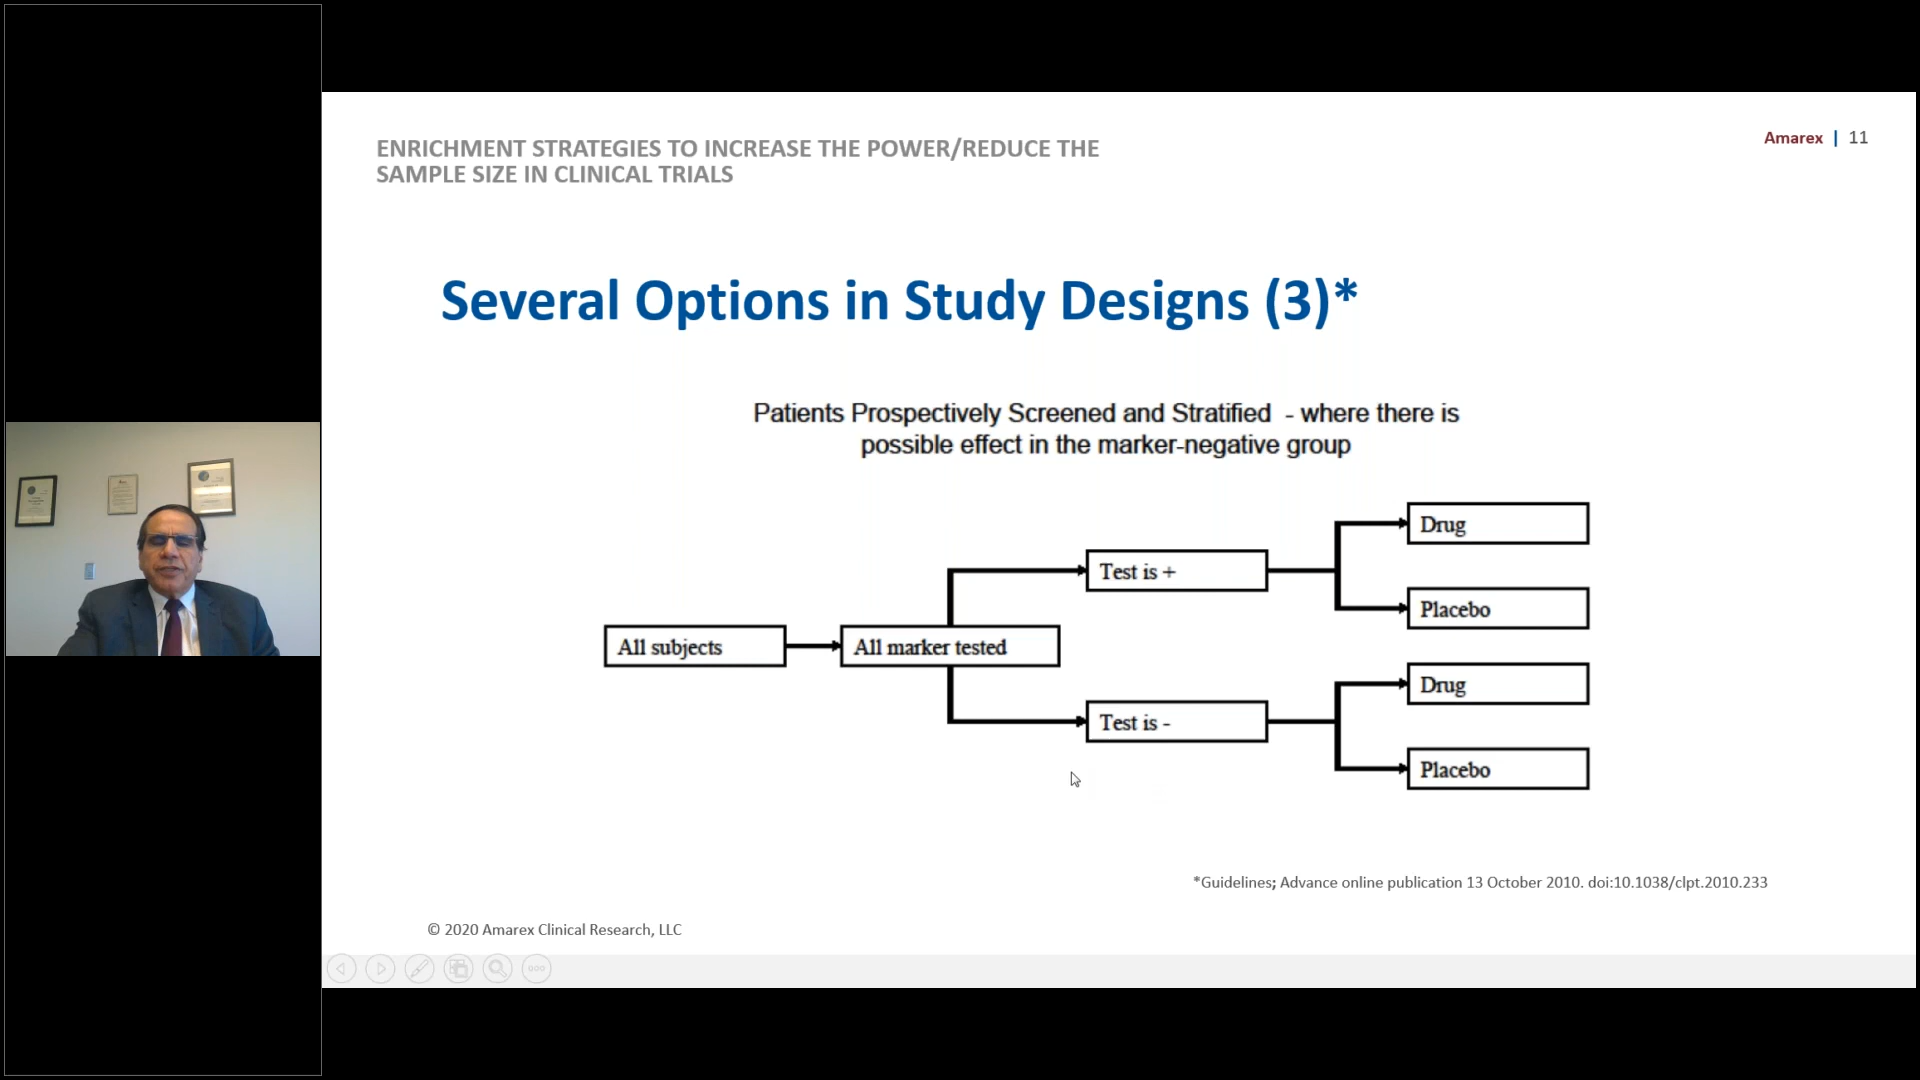 ENRICHMENT STRATEGIES TO INCREASE THE POWER/REDUCE THE
SAMPLE SIZE IN CLINICAL TRIALS
Amarex | 11
Several Options in Study Designs (3)*
Patients Prospectively Screened and Stratified - where there is
possible effect in the marker-negative group
Drug
Test is +
Placebo
All subjects
All marker tested
Drug
Test is -
Placebo
*Guidelines; Advance online publication 13 October 2010. doi:10.1038/clpt.2010.233
© 2020 Amarex Clinical Research, LLC